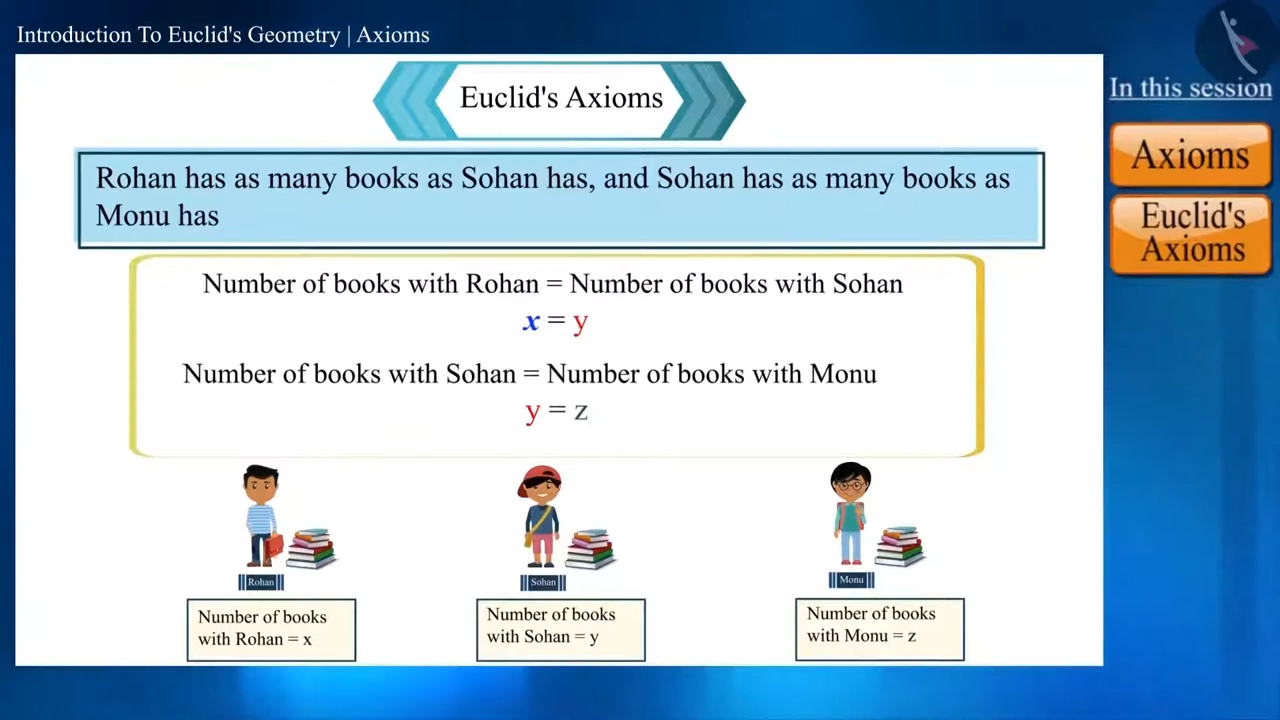 Introduction To Euclid's Geometry | Axioms
In this session
Axioms
Euclid's
Axioms
Euclid's Axioms
Rohan has as many books as Sohan has, and Sohan has as many books as
Monu has
Number of books with Rohan = Number of books with Sohan
x = y
Number of books with Sohan = Number of books with Monu
y = z
Rohan
Sohan
Monu
Number of books
with Rohan = x
Number of books
with Sohan = y
Number of books
with Monu = z